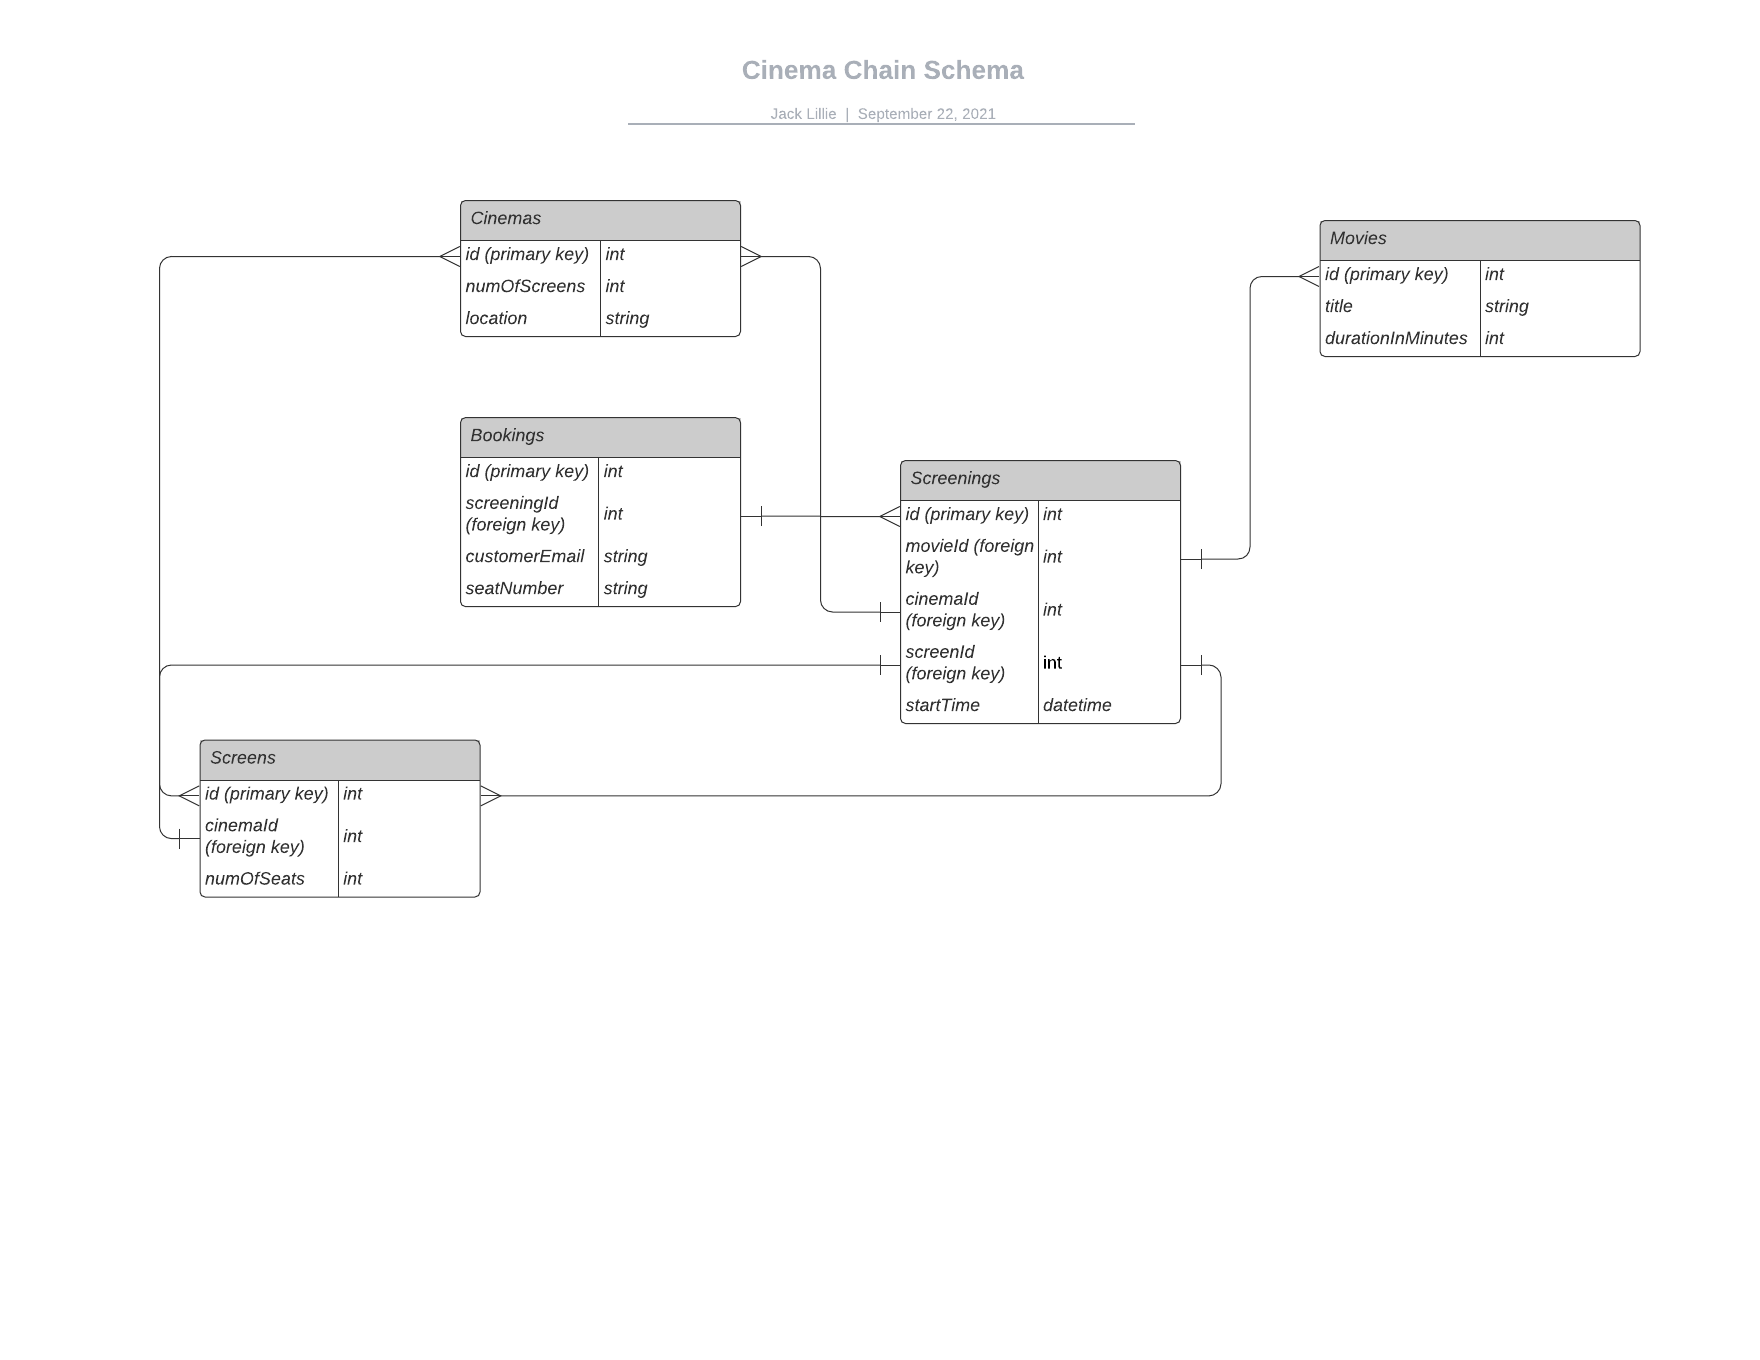 Cinema Chain Schema
Jack Lillie | September 22, 2021
Cinemas
id (primary key) int
numOfScreens int
location string
Movies
id (primary key) int
title string
durationInMinutes int
Bookings
id (primary key) int
screeningId
(foreign key) int
customerEmail string
seatNumber string
Screenings
id (primary key) int
movieId (foreign
key) int
cinemaId
(foreign key) int
screenId
(foreign key) int
startTime datetime
Screens
id (primary key) int
cinemaId
(foreign key) int
numOfSeats int